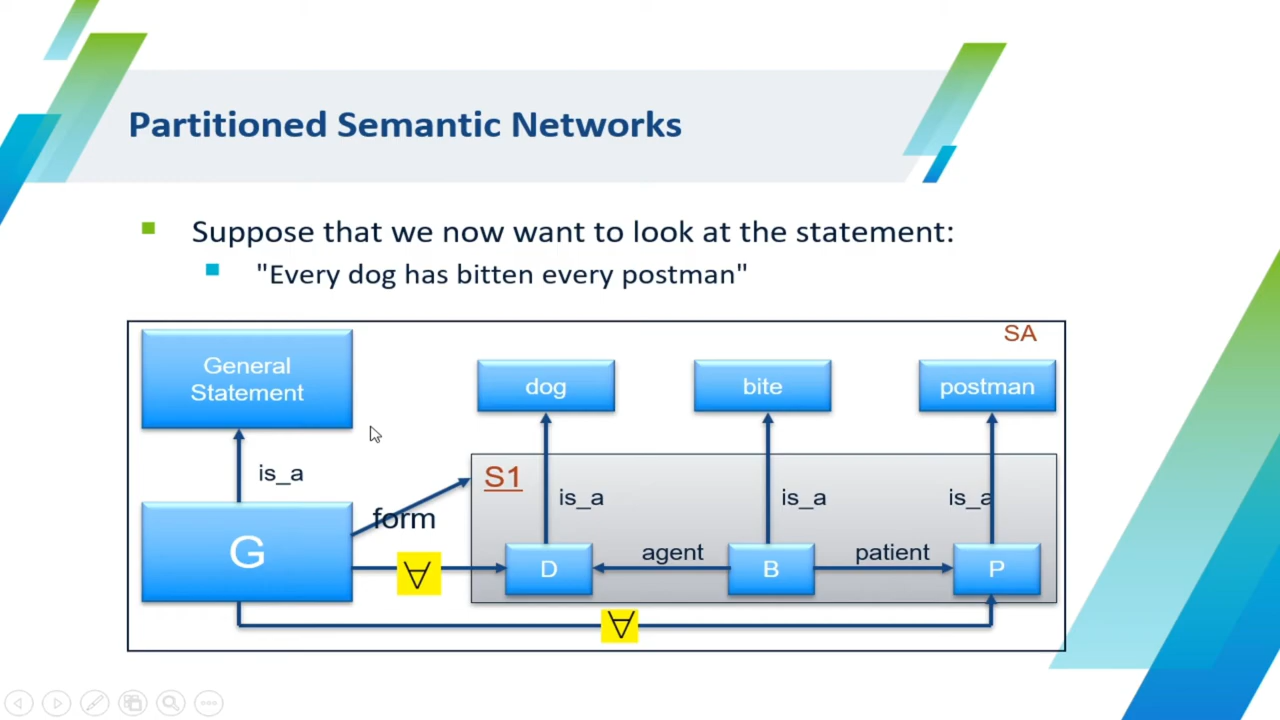 Partitioned Semantic Networks
Suppose that we now want to look at the statement:
"Every dog has bitten every postman"
SA
General
Statement
dog
bite
postman
is_a
S1
is_a
is_a
is_a
form
G
agent
patient
∀
D
B
P
∀